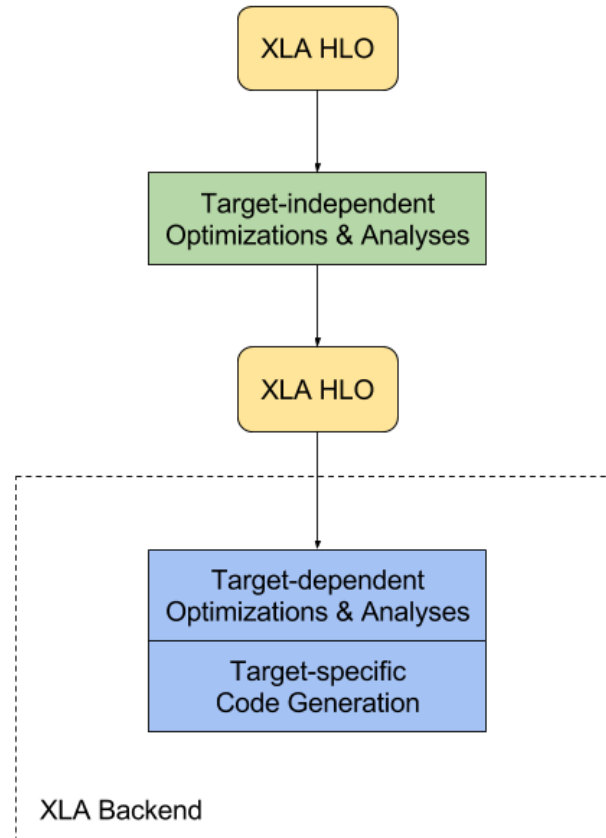 XLA HLO
Target-independent
Optimizations & Analyses
XLA HLO
Target-dependent
Optimizations & Analyses
Target-specific
Code Generation
XLA Backend